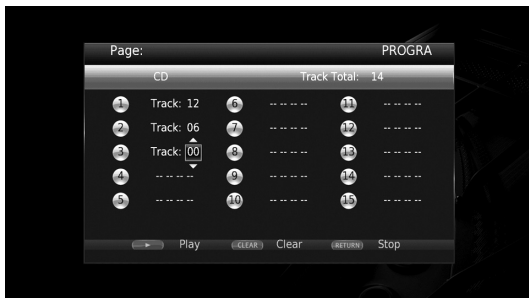 Page: PROGRA
CD Track Total: 14
1 Track: 12 6 -- -- -- -- 11 -- -- -- --
2 Track: 06 7 -- -- -- -- 12 -- -- -- --
3 Track: 00 8 -- -- -- -- 13 -- -- -- --
4 -- -- -- -- 9 -- -- -- -- 14 -- -- -- --
5 -- -- -- -- 10 -- -- -- -- 15 -- -- -- --
Play CLEAR Clear RETURN Stop